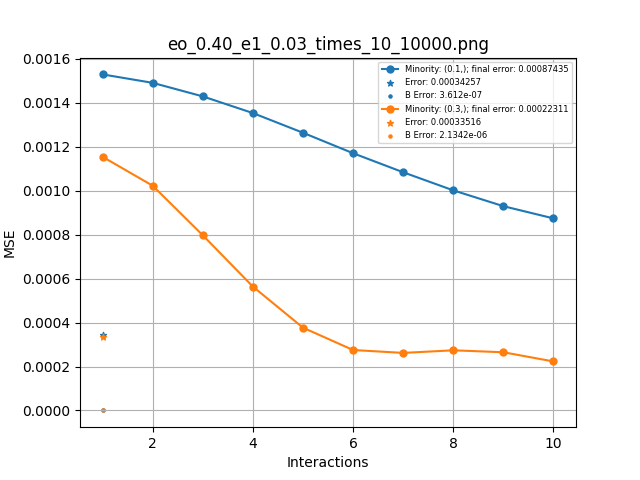 eo_0.40_e1_0.03_times_10_10000.png
0.0016
0.0014
0.0012
0.0010
0.0008
0.0006
0.0004
0.0002
0.0000
MSE
Minority: (0.1,); final error: 0.00087435
Error: 0.00034257
B Error: 3.612e-07
Minority: (0.3,); final error: 0.00022311
Error: 0.00033516
B Error: 2.1342e-06
2 4 6 8 10
Interactions